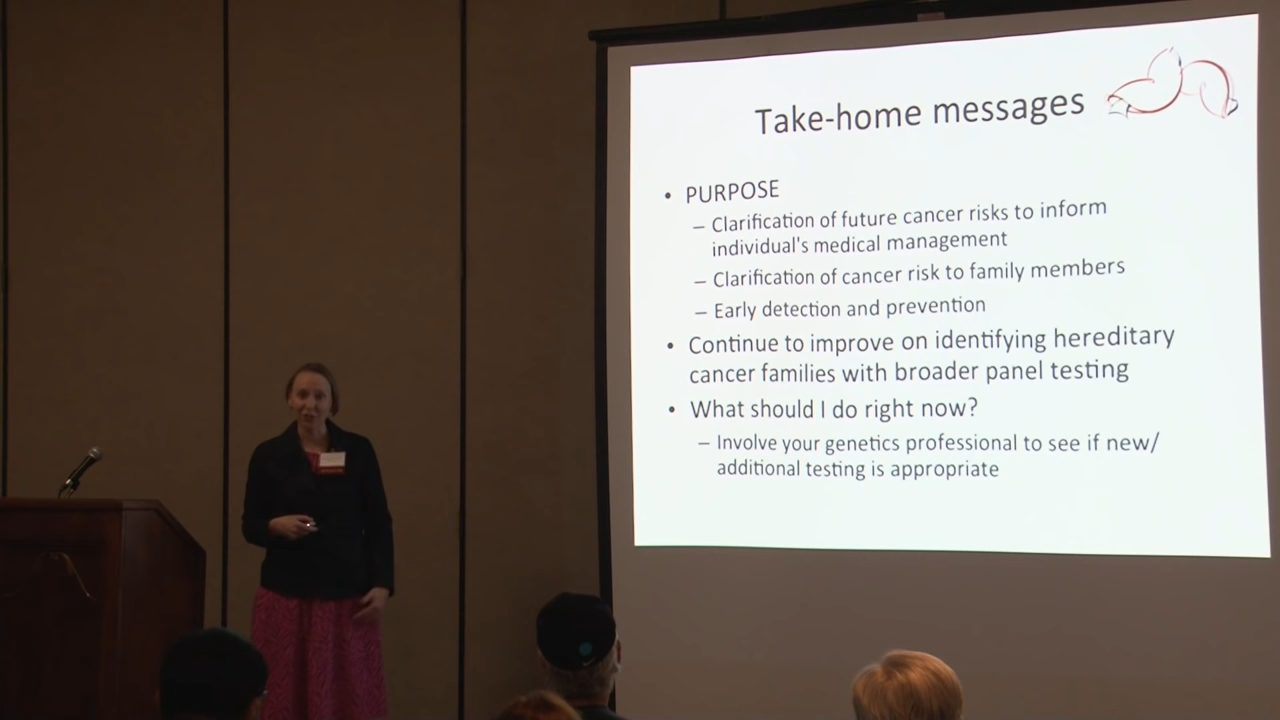 Take-home messages
• PURPOSE
– Clarification of future cancer risks to inform
individual's medical management
– Clarification of cancer risk to family members
– Early detection and prevention
• Continue to improve on identifying hereditary
cancer families with broader panel testing
• What should I do right now?
– Involve your genetics professional to see if new/
additional testing is appropriate